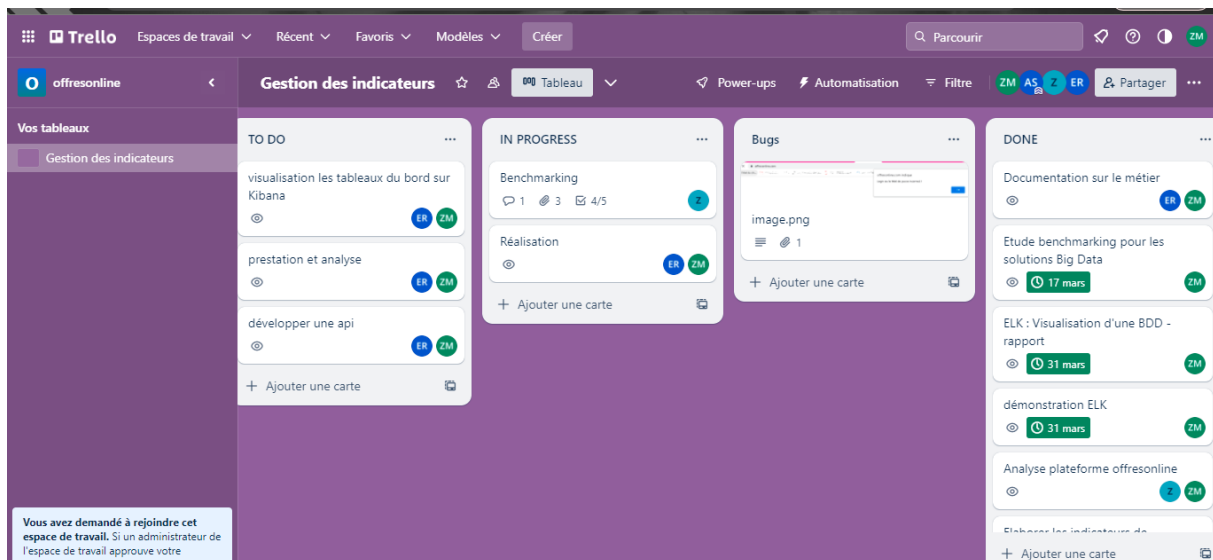 Trello Espaces de travail Récent Favoris Modèles Créer Parcourir ZM
O offresonline Gestion des indicateurs Tableau Power-ups Automatisation Filtre ZM AS Z ER Partager
Vos tableaux
Gestion des indicateurs
TO DO
visualisation les tableaux du bord sur
Kibana
ER ZM
prestation et analyse
ER ZM
développer une api
ER ZM
+ Ajouter une carte
IN PROGRESS
Benchmarking
1 3 4/5 Z
Réalisation
ER ZM
+ Ajouter une carte
Bugs
image.png
1
+ Ajouter une carte
DONE
Documentation sur le métier
ER ZM
Etude benchmarking pour les
solutions Big Data
17 mars ZM
ELK : Visualisation d'une BDD -
rapport
31 mars ZM
démonstration ELK
31 mars ZM
Analyse plateforme offresonline
Z ZM
Elaborer les indicateurs de
+ Ajouter une carte
Vous avez demandé à rejoindre cet
espace de travail. Si un administrateur de
l'espace de travail approuve votre